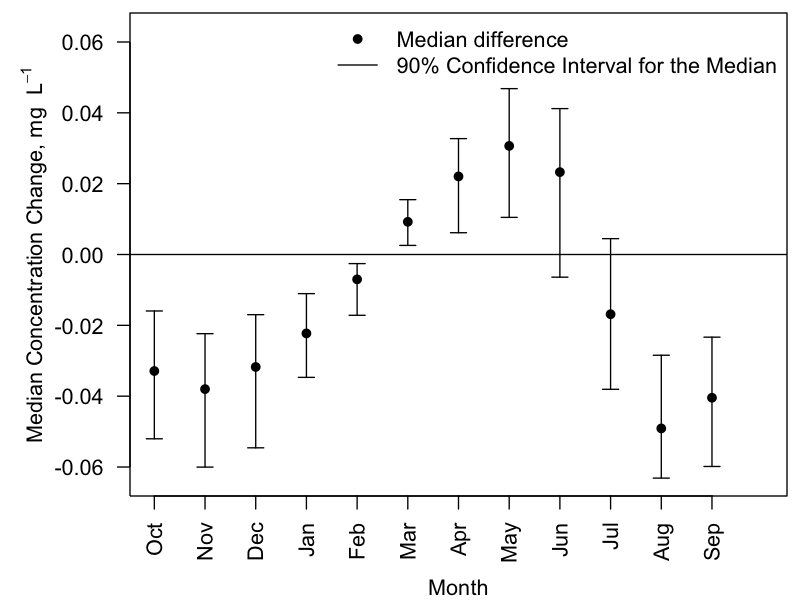 Median difference
90% Confidence Interval for the Median
Median Concentration Change, mg L⁻¹
0.06
0.04
0.02
0.00
-0.02
-0.04
-0.06
Oct
Nov
Dec
Jan
Feb
Mar
Apr
May
Jun
Jul
Aug
Sep
Month